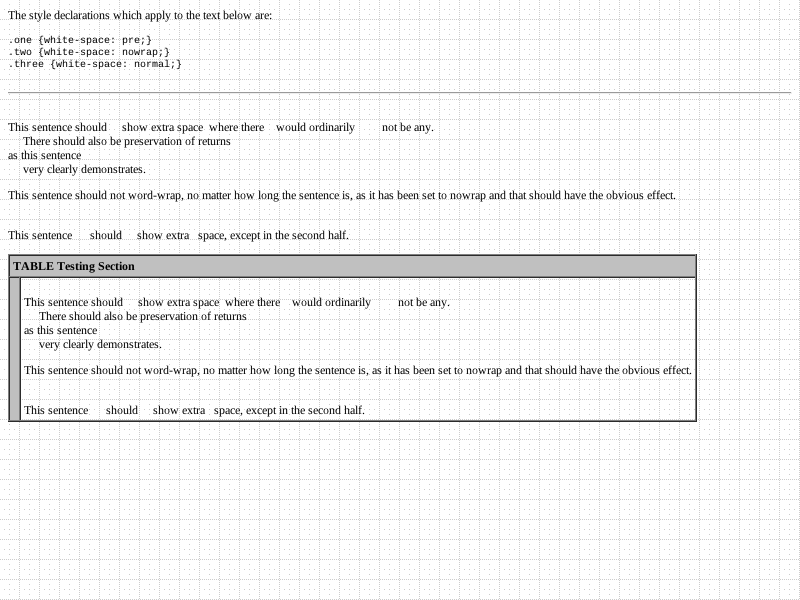 The style declarations which apply to the text below are:
.one {white-space: pre;}
.two {white-space: nowrap;}
.three {white-space: normal;}
This sentence should     show extra space  where there    would ordinarily         not be any.
     There should also be preservation of returns
as this sentence
     very clearly demonstrates.
This sentence should not word-wrap, no matter how long the sentence is, as it has been set to nowrap and that should have the obvious effect.
This sentence      should     show extra   space, except in the second half.
TABLE Testing Section
This sentence should     show extra space  where there    would ordinarily         not be any.
     There should also be preservation of returns
as this sentence
     very clearly demonstrates.
This sentence should not word-wrap, no matter how long the sentence is, as it has been set to nowrap and that should have the obvious effect.
This sentence      should     show extra   space, except in the second half.